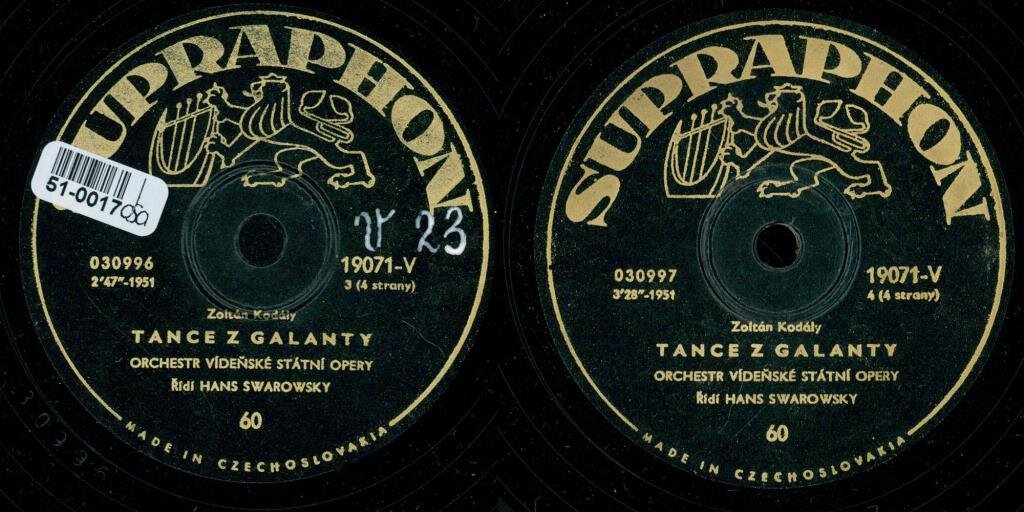 SUPRAPHON
51-0017
V 23
030996
2'47"-1951
19071-V
3 (4 strany)
Zoltán Kodály
TANCE Z GALANTY
ORCHESTR VÍDEŇSKÉ STÁTNÍ OPERY
Řídí HANS SWAROWSKY
60
MADE IN CZECHOSLOVAKIA
30996
SUPRAPHON
030997
3'28"-1951
19071-V
4 (4 strany)
Zoltán Kodály
TANCE Z GALANTY
ORCHESTR VÍDEŇSKÉ STÁTNÍ OPERY
Řídí HANS SWAROWSKY
60
MADE IN CZECHOSLOVAKIA